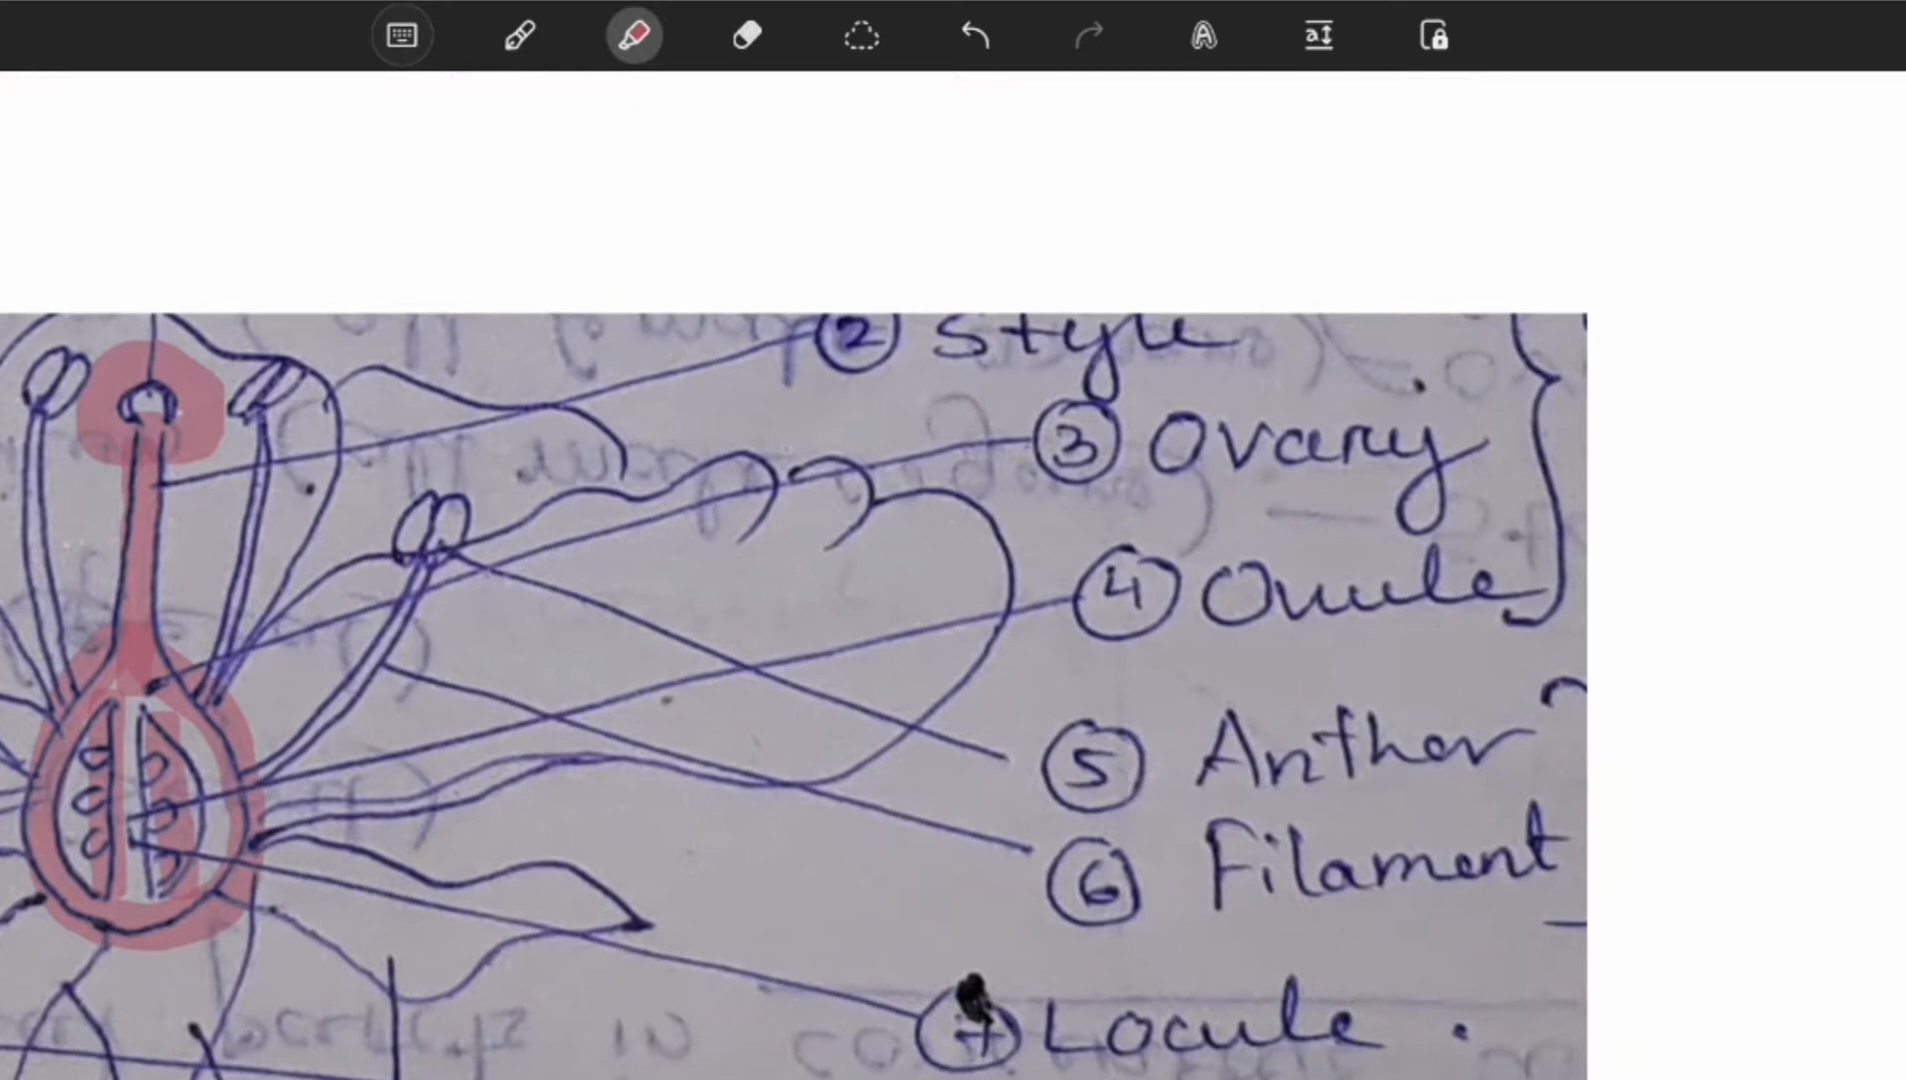 ② Style
③ Ovary
④ Ovule
⑤ Anther
⑥ Filament
⑦ Locule .